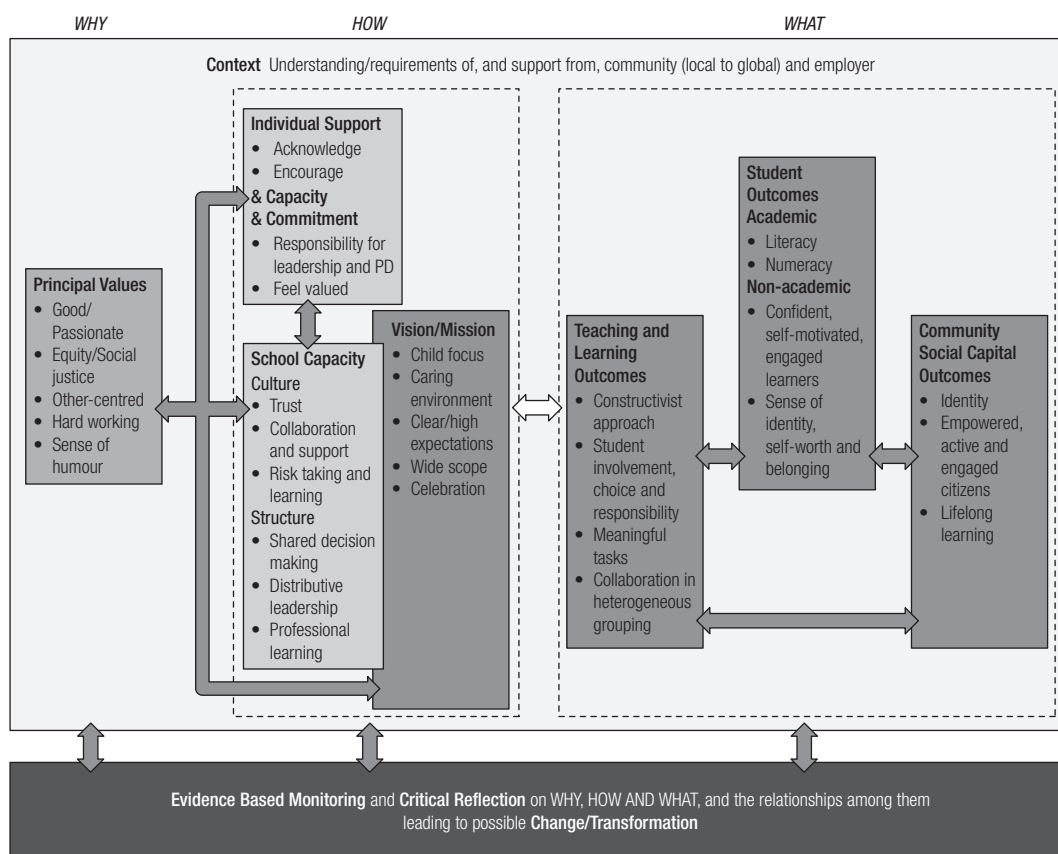 WHY
HOW
WHAT
Context Understanding/requirements of, and support from, community (local to global) and employer
Principal Values
• Good/
Passionate
• Equity/Social
justice
• Other-centred
• Hard working
• Sense of
humour
Individual Support
• Acknowledge
• Encourage
& Capacity
& Commitment
• Responsibility for
leadership and PD
• Feel valued
School Capacity
Culture
• Trust
• Collaboration
and support
• Risk taking and
learning
Structure
• Shared decision
making
• Distributive
leadership
• Professional
learning
Vision/Mission
• Child focus
• Caring
environment
• Clear/high
expectations
• Wide scope
• Celebration
Teaching and
Learning
Outcomes
• Constructivist
approach
• Student
involvement,
choice and
responsibility
• Meaningful
tasks
• Collaboration in
heterogeneous
grouping
Student
Outcomes
Academic
• Literacy
• Numeracy
Non-academic
• Confident,
self-motivated,
engaged
learners
• Sense of
identity,
self-worth and
belonging
Community
Social Capital
Outcomes
• Identity
• Empowered,
active and
engaged
citizens
• Lifelong
learning
Evidence Based Monitoring and Critical Reflection on WHY, HOW AND WHAT, and the relationships among them
leading to possible Change/Transformation